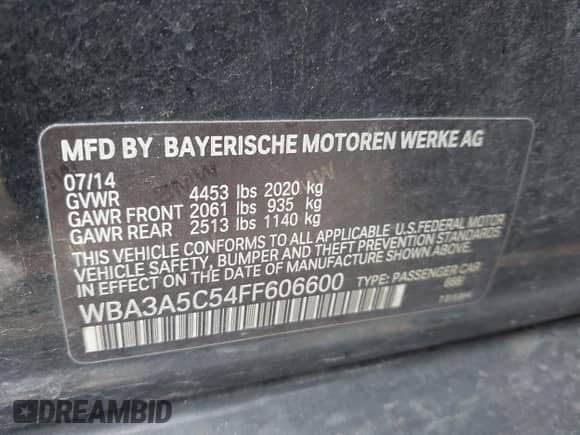 MFD BY BAYERISCHE MOTOREN WERKE AG
07/14
GVWR 4453 lbs 2020 kg
GAWR FRONT 2061 lbs 935 kg
GAWR REAR 2513 lbs 1140 kg
THIS VEHICLE CONFORMS TO ALL APPLICABLE U.S.FEDERAL MOTOR
VEHICLE SAFETY, BUMPER AND THEFT PREVENTION STANDARDS
IN EFFECT ON THE DATE OF MANUFACTURE SHOWN ABOVE.
WBA3A5C54FF606600 TYPE: PASSENGER CAR
DREAMBID